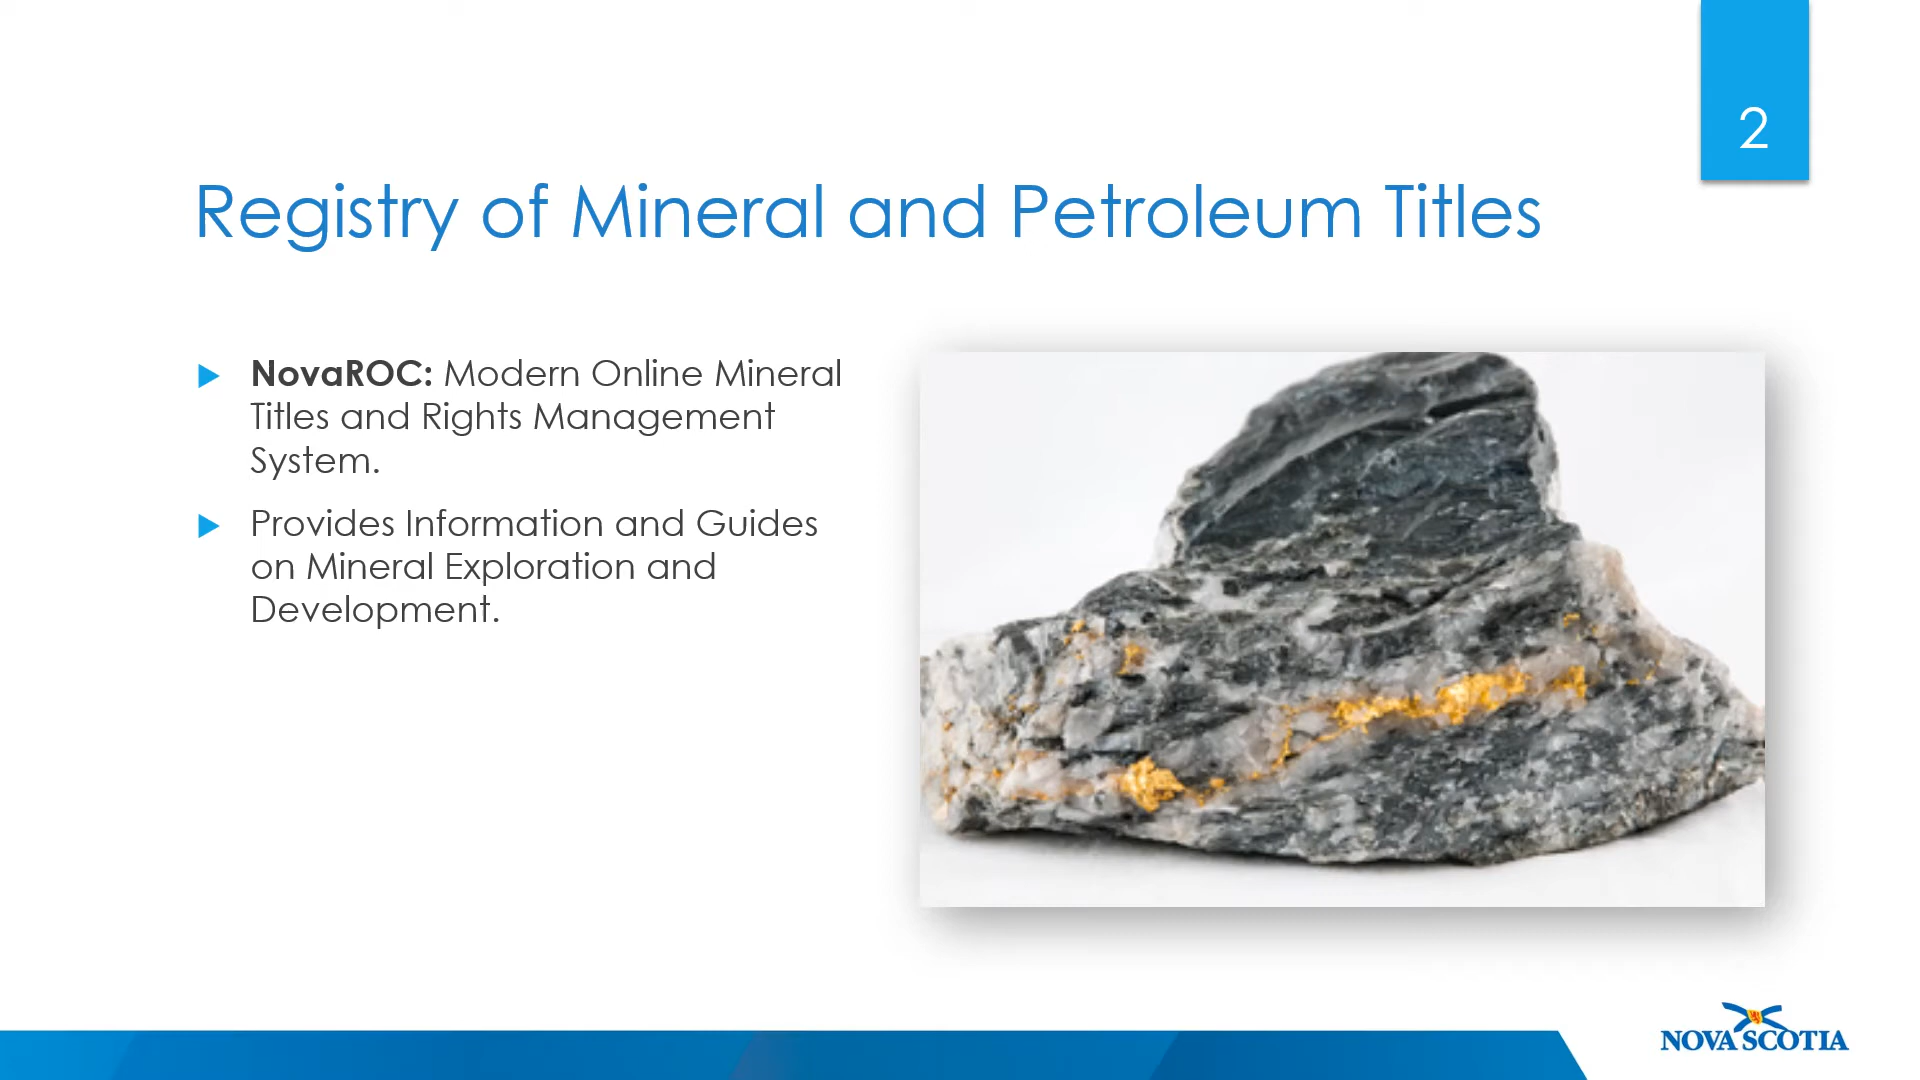 2
Registry of Mineral and Petroleum Titles
NovaROC: Modern Online Mineral
Titles and Rights Management
System.
Provides Information and Guides
on Mineral Exploration and
Development.
NOVA SCOTIA